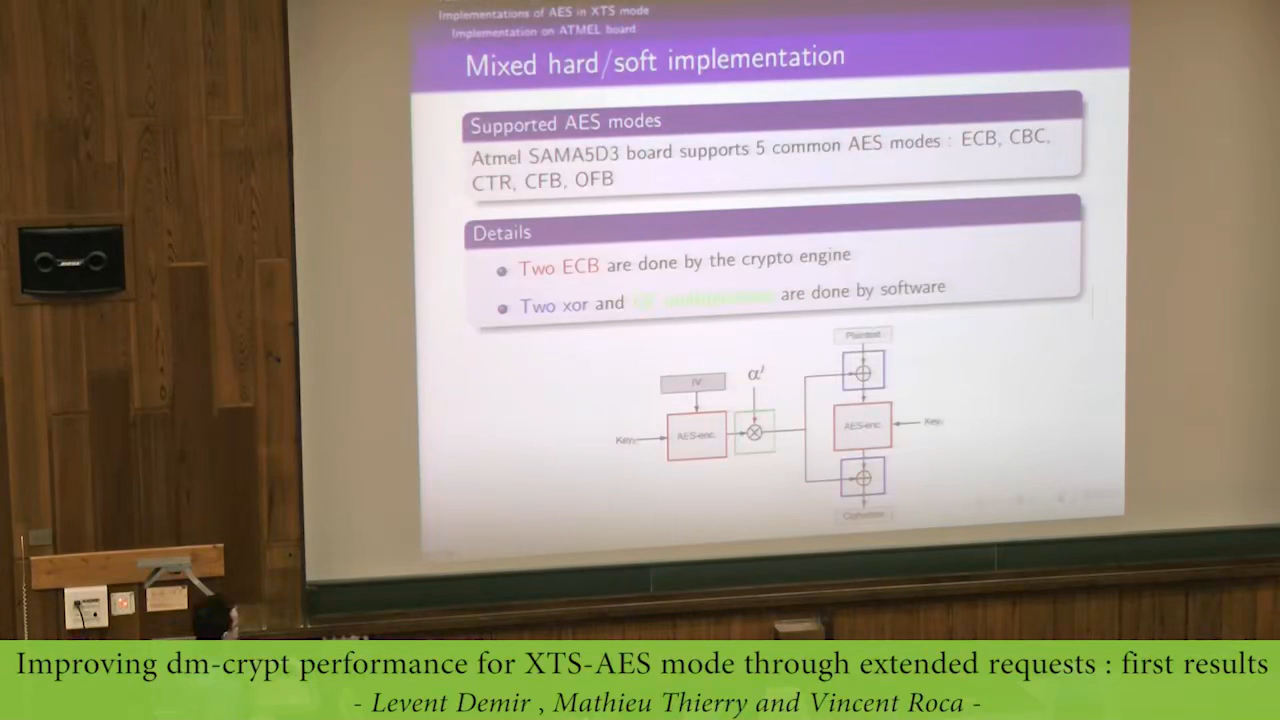 Implementations of AES in XTS mode
Implementation on ATMEL board
Mixed hard/soft implementation
Supported AES modes
Atmel SAMA5D3 board supports 5 common AES modes : ECB, CBC,
CTR, CFB, OFB
Details
Two ECB are done by the crypto engine
Two xor and are done by software
Plaintext
IV
α
Key
AES-enc.
AES-enc.
Key
BOSE
Improving dm-crypt performance for XTS-AES mode through extended requests : first results
- Levent Demir , Mathieu Thierry and Vincent Roca -